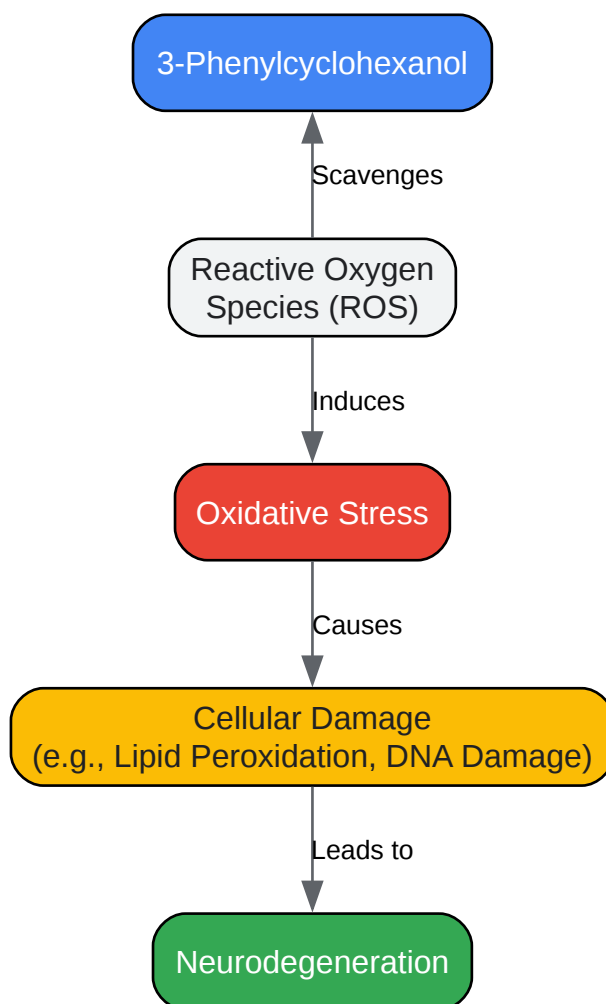 3-Phenylcyclohexanol
Scavenges
Reactive Oxygen
Species (ROS)
Induces
Oxidative Stress
Causes
Cellular Damage
(e.g., Lipid Peroxidation, DNA Damage)
Leads to
Neurodegeneration